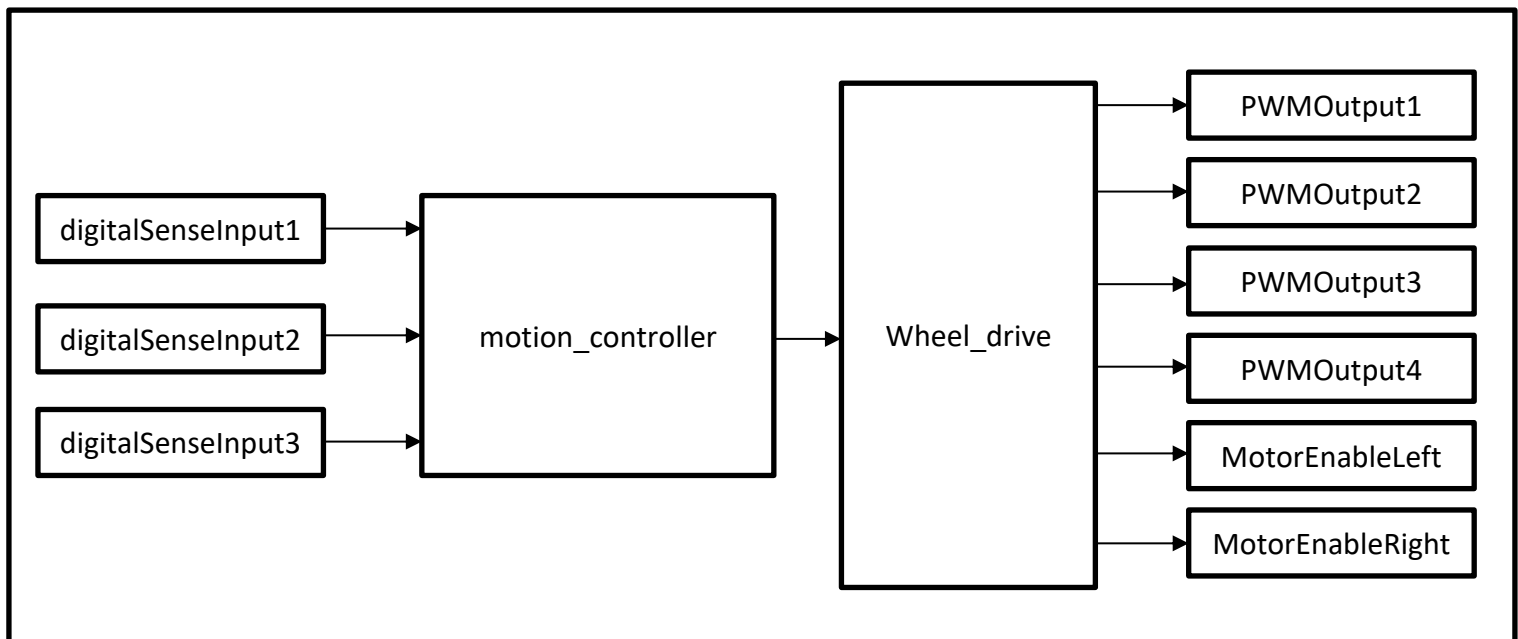 digitalSenseInput1
digitalSenseInput2
digitalSenseInput3
motion_controller
Wheel_drive
PWMOutput1
PWMOutput2
PWMOutput3
PWMOutput4
MotorEnableLeft
MotorEnableRight